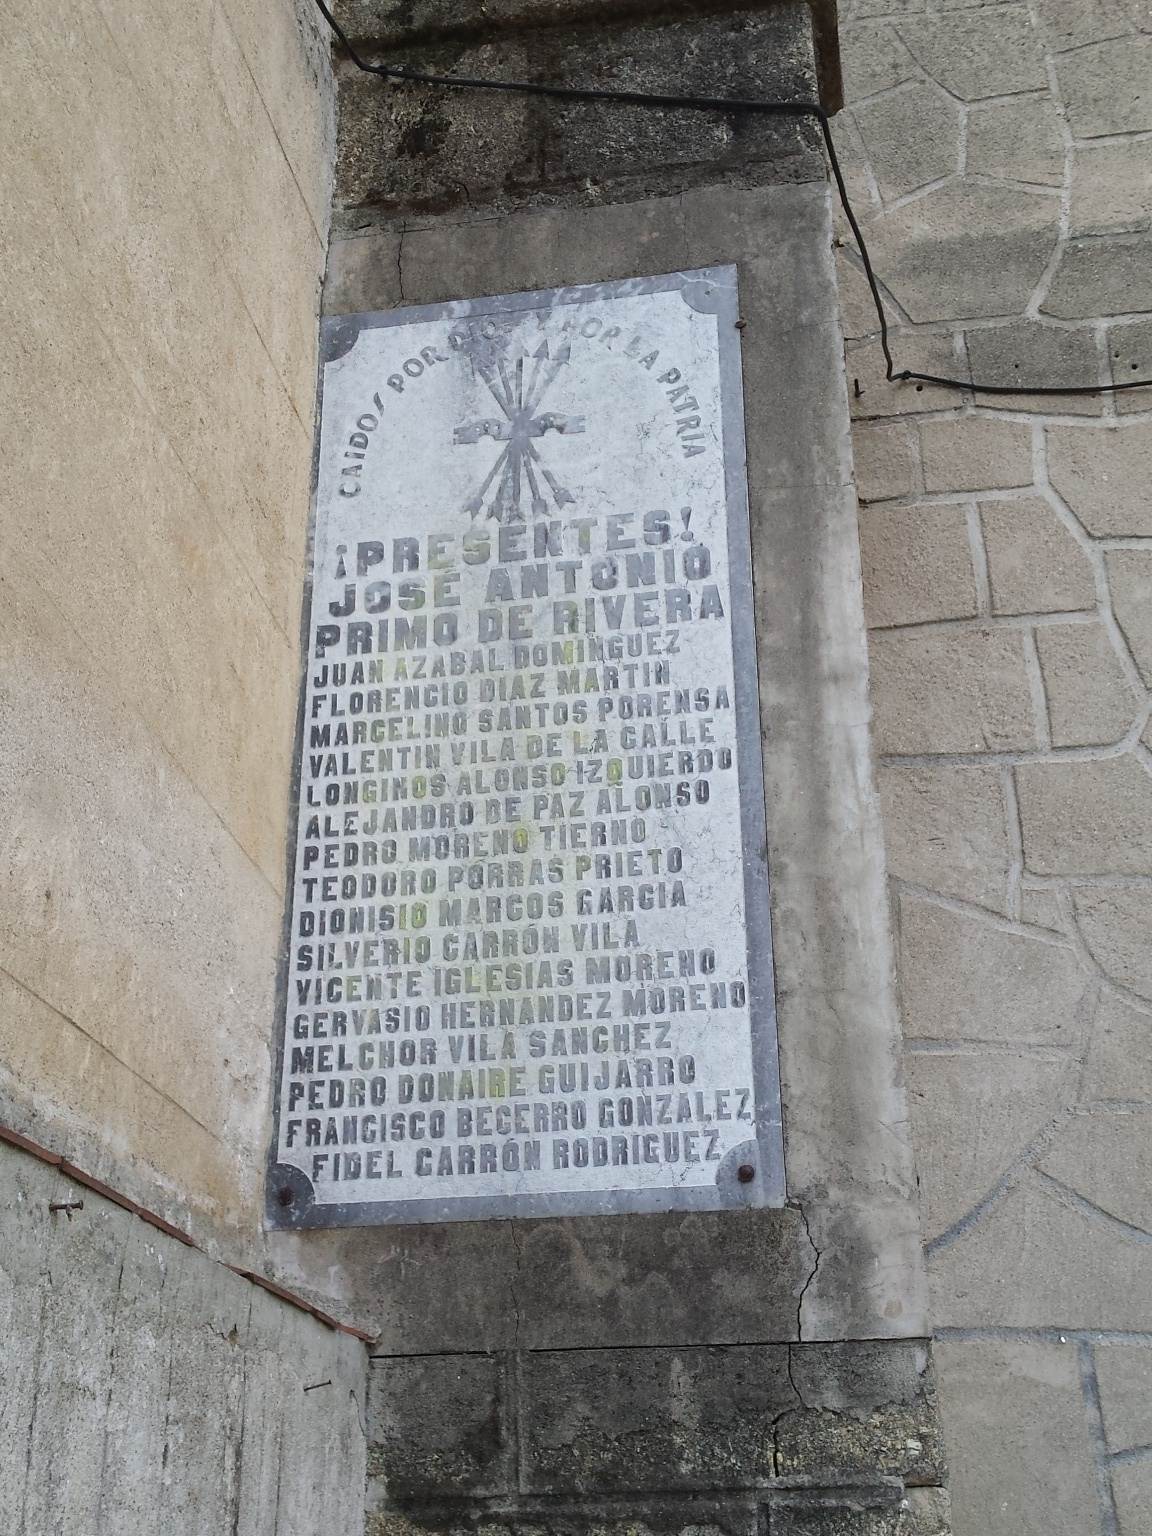 CAIDOS POR DIOS Y POR LA PATRIA
¡PRESENTES!
JOSÉ ANTONIO
PRIMO DE RIVERA
JUAN AZABAL DOMINGUEZ
FLORENCIO DIAZ MARTIN
MARCELINO SANTOS PORENSA
VALENTIN VILA DE LA CALLE
LONGINOS ALONSO IZQUIERDO
ALEJANDRO DE PAZ ALONSO
PEDRO MORENO TIERNO
TEODORO PORRAS PRIETO
DIONISIO MARCOS GARCIA
SILVERIO CARRÓN VILA
VICENTE IGLESIAS MORENO
GERVASIO HERNANDEZ MORENO
MELCHOR VILA SANCHEZ
PEDRO DONAIRE GUIJARRO
FRANCISCO BECERRO GONZALEZ
FIDEL CARRÓN RODRIGUEZ